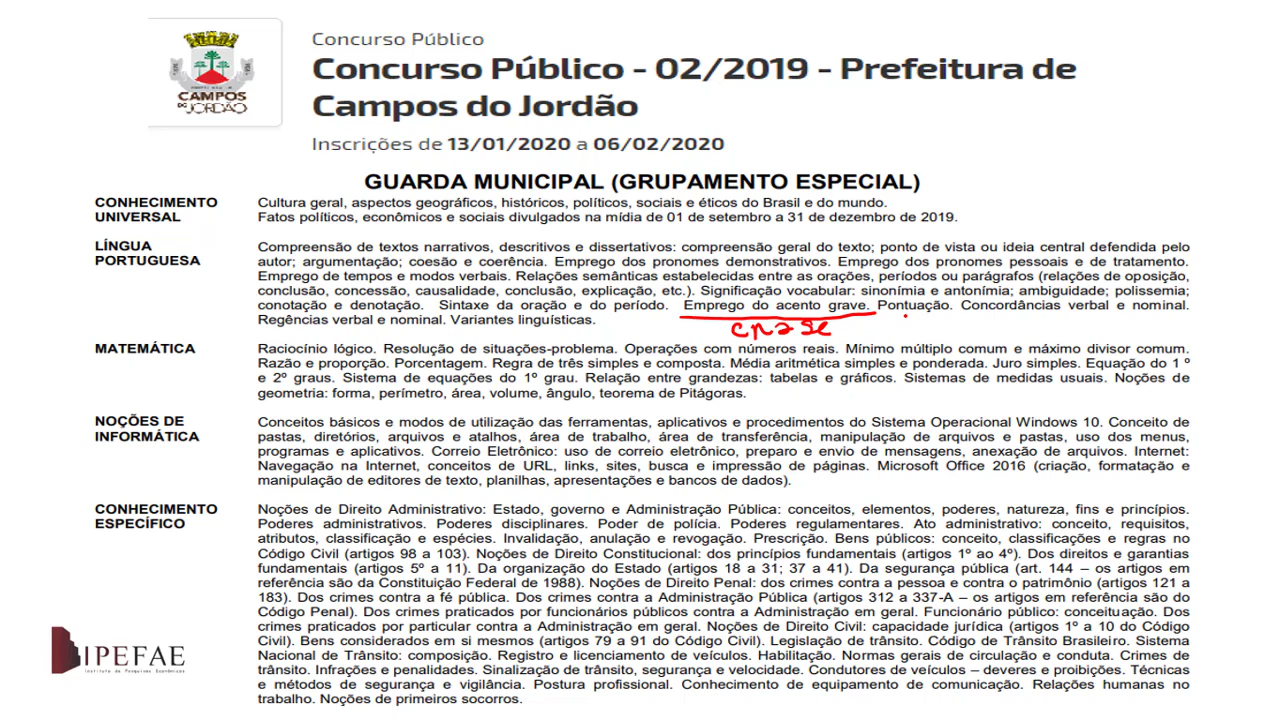 CAMPOS
DO JORDÃO
Concurso Público
Concurso Público - 02/2019 - Prefeitura de
Campos do Jordão
Inscrições de 13/01/2020 a 06/02/2020
GUARDA MUNICIPAL (GRUPAMENTO ESPECIAL)
CONHECIMENTO
UNIVERSAL
Cultura geral, aspectos geográficos, históricos, políticos, sociais e éticos do Brasil e do mundo.
Fatos políticos, econômicos e sociais divulgados na mídia de 01 de setembro a 31 de dezembro de 2019.
LÍNGUA
PORTUGUESA
Compreensão de textos narrativos, descritivos e dissertativos: compreensão geral do texto; ponto de vista ou ideia central defendida pelo
autor; argumentação; coesão e coerência. Emprego dos pronomes demonstrativos. Emprego dos pronomes pessoais e de tratamento.
Emprego de tempos e modos verbais. Relações semânticas estabelecidas entre as orações, períodos ou parágrafos (relações de oposição,
conclusão, concessão, causalidade, conclusão, explicação, etc.). Significação vocabular: sinonímia e antonímia; ambiguidade; polissemia;
conotação e denotação. Sintaxe da oração e do período. Emprego do acento grave. Pontuação. Concordâncias verbal e nominal.
Regências verbal e nominal. Variantes linguísticas.
crase
MATEMÁTICA
Raciocínio lógico. Resolução de situações-problema. Operações com números reais. Mínimo múltiplo comum e máximo divisor comum.
Razão e proporção. Porcentagem. Regra de três simples e composta. Média aritmética simples e ponderada. Juro simples. Equação do 1 º
e 2º graus. Sistema de equações do 1º grau. Relação entre grandezas: tabelas e gráficos. Sistemas de medidas usuais. Noções de
geometria: forma, perímetro, área, volume, ângulo, teorema de Pitágoras.
NOÇÕES DE
INFORMÁTICA
Conceitos básicos e modos de utilização das ferramentas, aplicativos e procedimentos do Sistema Operacional Windows 10. Conceito de
pastas, diretórios, arquivos e atalhos, área de trabalho, área de transferência, manipulação de arquivos e pastas, uso dos menus,
programas e aplicativos. Correio Eletrônico: uso de correio eletrônico, preparo e envio de mensagens, anexação de arquivos. Internet:
Navegação na Internet, conceitos de URL, links, sites, busca e impressão de páginas. Microsoft Office 2016 (criação, formatação e
manipulação de editores de texto, planilhas, apresentações e bancos de dados).
CONHECIMENTO
ESPECÍFICO
Noções de Direito Administrativo: Estado, governo e Administração Pública: conceitos, elementos, poderes, natureza, fins e princípios.
Poderes administrativos. Poderes disciplinares. Poder de polícia. Poderes regulamentares. Ato administrativo: conceito, requisitos,
atributos, classificação e espécies. Invalidação, anulação e revogação. Prescrição. Bens públicos: conceito, classificações e regras no
Código Civil (artigos 98 a 103). Noções de Direito Constitucional: dos princípios fundamentais (artigos 1º ao 4º). Dos direitos e garantias
fundamentais (artigos 5º a 11). Da organização do Estado (artigos 18 a 31; 37 a 41). Da segurança pública (art. 144 – os artigos em
referência são da Constituição Federal de 1988). Noções de Direito Penal: dos crimes contra a pessoa e contra o patrimônio (artigos 121 a
183). Dos crimes contra a fé pública. Dos crimes contra a Administração Pública (artigos 312 a 337-A – os artigos em referência são do
Código Penal). Dos crimes praticados por funcionários públicos contra a Administração em geral. Funcionário público: conceituação. Dos
crimes praticados por particular contra a Administração em geral. Noções de Direito Civil: capacidade jurídica (artigos 1º a 10 do Código
Civil). Bens considerados em si mesmos (artigos 79 a 91 do Código Civil). Legislação de trânsito. Código de Trânsito Brasileiro. Sistema
Nacional de Trânsito: composição. Registro e licenciamento de veículos. Habilitação. Normas gerais de circulação e conduta. Crimes de
trânsito. Infrações e penalidades. Sinalização de trânsito, segurança e velocidade. Condutores de veículos – deveres e proibições. Técnicas
e métodos de segurança e vigilância. Postura profissional. Conhecimento de equipamento de comunicação. Relações humanas no
trabalho. Noções de primeiros socorros.
IPEFAE
Instituto de Pesquisas Econômicas